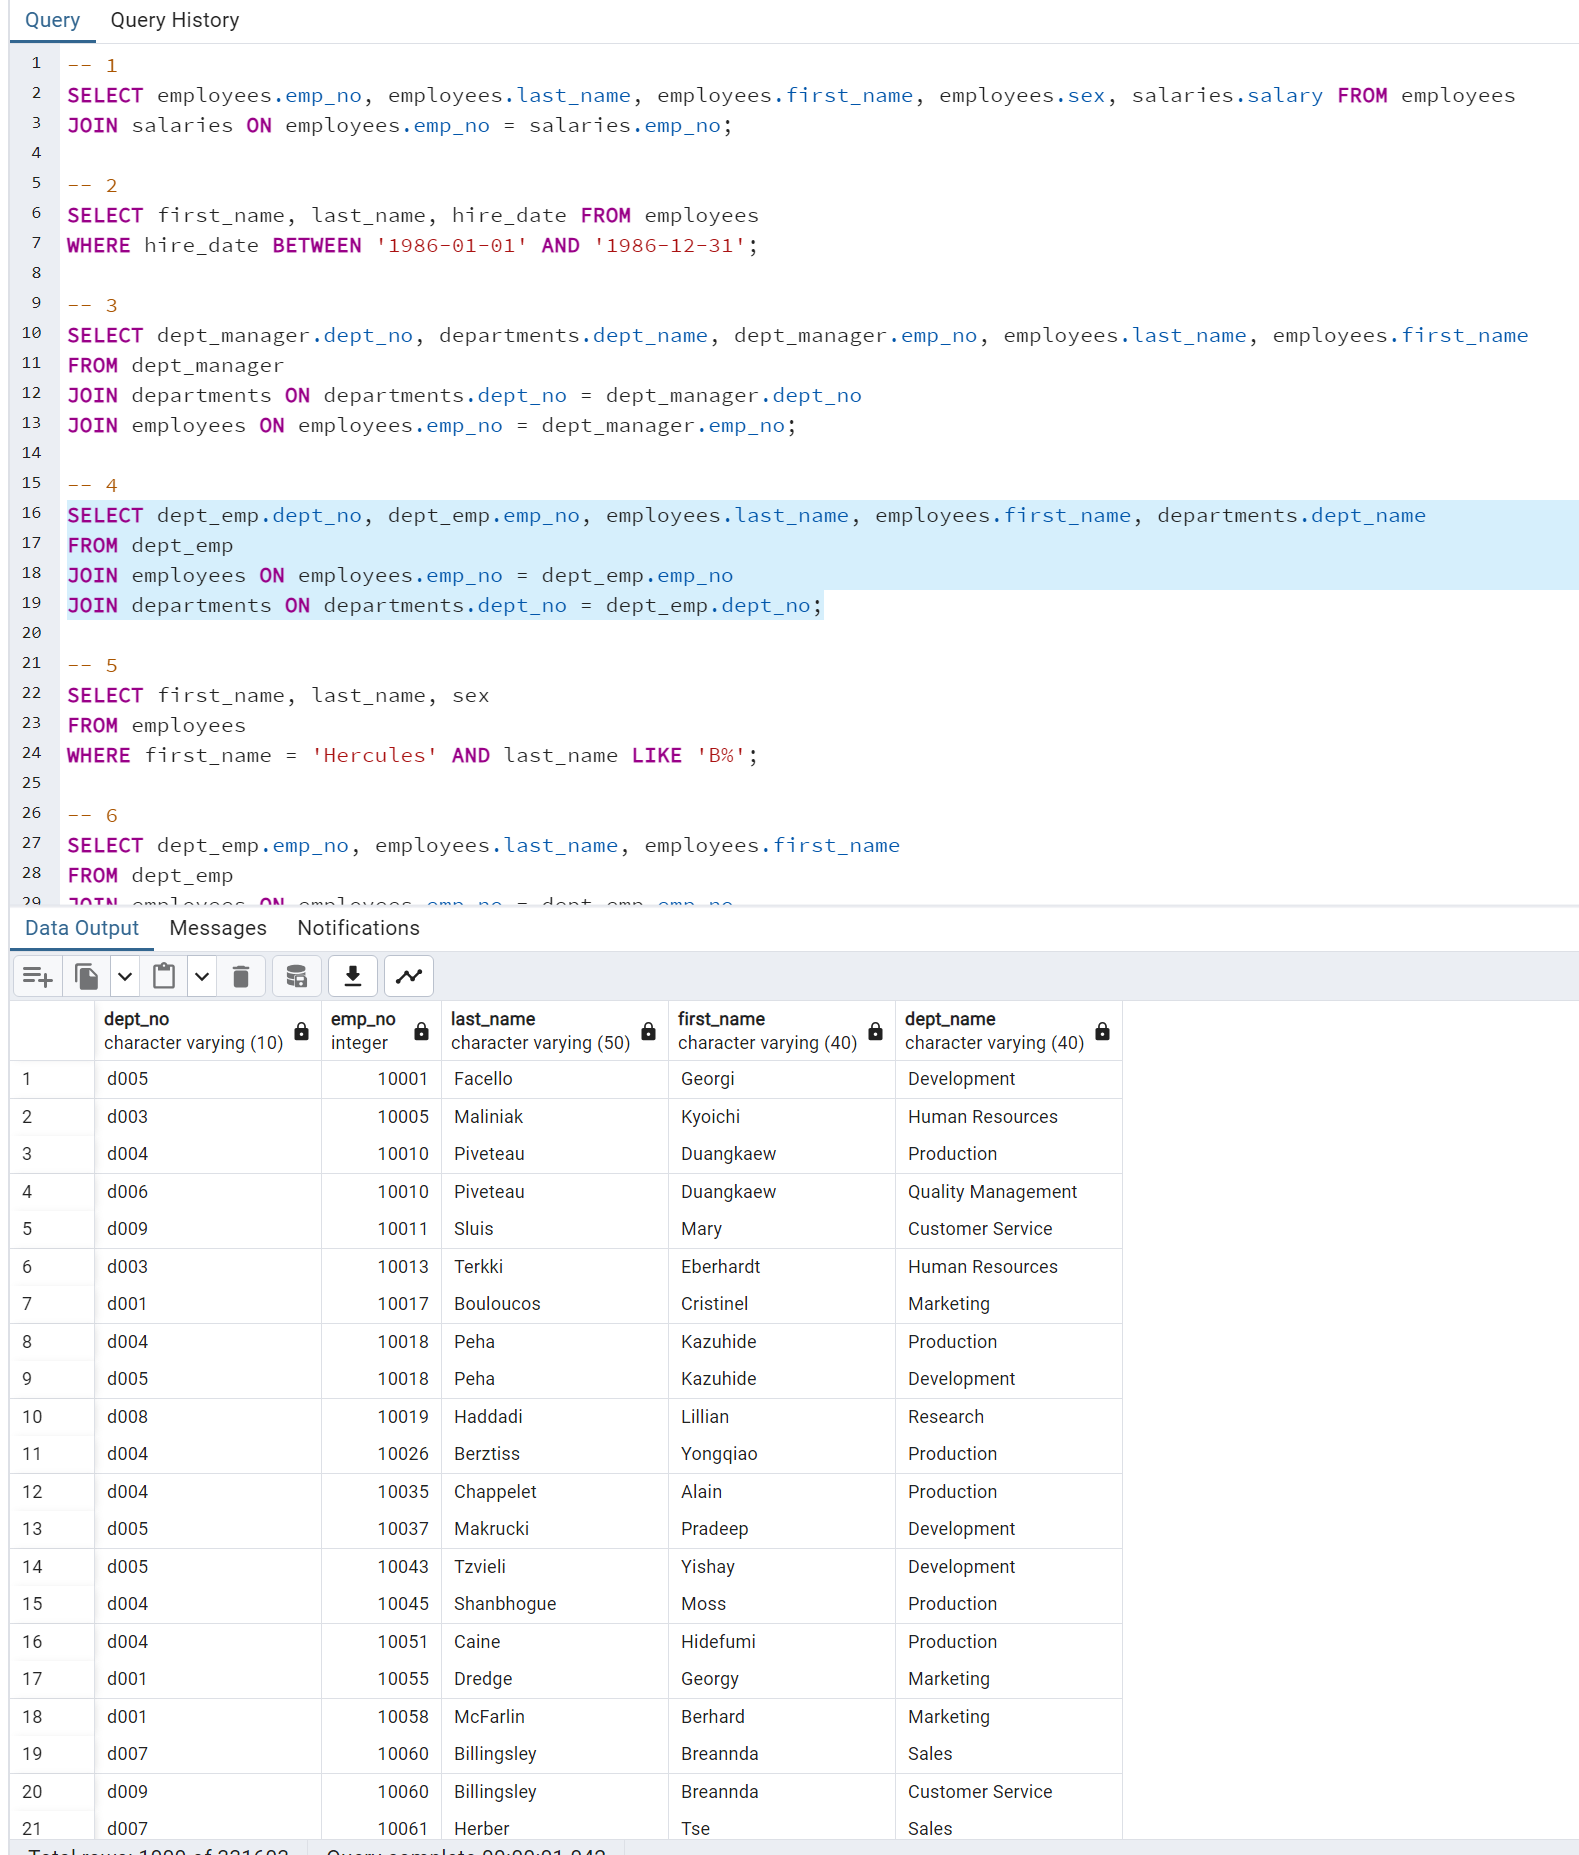 Query Query History
1 -- 1
2 SELECT employees.emp_no, employees.last_name, employees.first_name, employees.sex, salaries.salary FROM employees
3 JOIN salaries ON employees.emp_no = salaries.emp_no;
4
5 -- 2
6 SELECT first_name, last_name, hire_date FROM employees
7 WHERE hire_date BETWEEN '1986-01-01' AND '1986-12-31';
8
9 -- 3
10 SELECT dept_manager.dept_no, departments.dept_name, dept_manager.emp_no, employees.last_name, employees.first_name
11 FROM dept_manager
12 JOIN departments ON departments.dept_no = dept_manager.dept_no
13 JOIN employees ON employees.emp_no = dept_manager.emp_no;
14
15 -- 4
16 SELECT dept_emp.dept_no, dept_emp.emp_no, employees.last_name, employees.first_name, departments.dept_name
17 FROM dept_emp
18 JOIN employees ON employees.emp_no = dept_emp.emp_no
19 JOIN departments ON departments.dept_no = dept_emp.dept_no;
20
21 -- 5
22 SELECT first_name, last_name, sex
23 FROM employees
24 WHERE first_name = 'Hercules' AND last_name LIKE 'B%';
25
26 -- 6
27 SELECT dept_emp.emp_no, employees.last_name, employees.first_name
28 FROM dept_emp
29 JOIN employees ON employees.emp_no = dept_emp.emp_no
Data Output Messages Notifications
dept_no emp_no last_name first_name dept_name
character varying (10) integer character varying (50) character varying (40) character varying (40)
1 d005 10001 Facello Georgi Development
2 d003 10005 Maliniak Kyoichi Human Resources
3 d004 10010 Piveteau Duangkaew Production
4 d006 10010 Piveteau Duangkaew Quality Management
5 d009 10011 Sluis Mary Customer Service
6 d003 10013 Terkki Eberhardt Human Resources
7 d001 10017 Bouloucos Cristinel Marketing
8 d004 10018 Peha Kazuhide Production
9 d005 10018 Peha Kazuhide Development
10 d008 10019 Haddadi Lillian Research
11 d004 10026 Berztiss Yongqiao Production
12 d004 10035 Chappelet Alain Production
13 d005 10037 Makrucki Pradeep Development
14 d005 10043 Tzvieli Yishay Development
15 d004 10045 Shanbhogue Moss Production
16 d004 10051 Caine Hidefumi Production
17 d001 10055 Dredge Georgy Marketing
18 d001 10058 McFarlin Berhard Marketing
19 d007 10060 Billingsley Breannda Sales
20 d009 10060 Billingsley Breannda Customer Service
21 d007 10061 Herber Tse Sales
Total rows: 1000 of 331603 Query complete